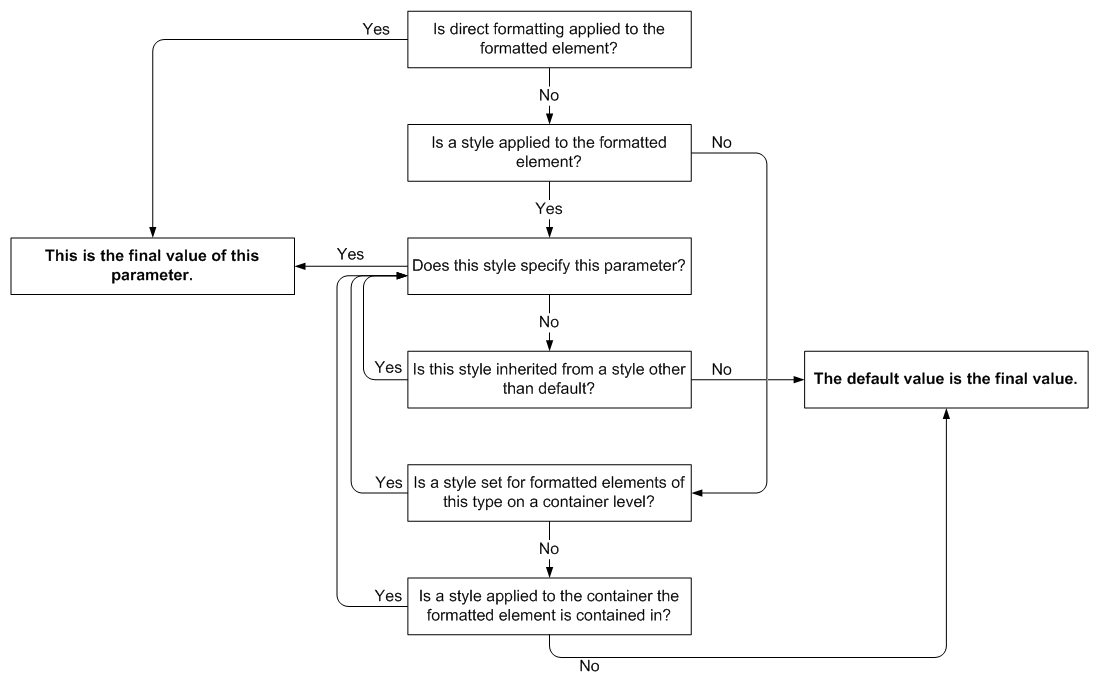 Yes
Is direct formatting applied to the
formatted element?
No
Is a style applied to the formatted
element?
No
Yes
This is the final value of this
parameter.
Yes
Does this style specify this parameter?
No
Yes
Is this style inherited from a style other
than default?
No
The default value is the final value.
Yes
Is a style set for formatted elements of
this type on a container level?
No
Yes
Is a style applied to the container the
formatted element is contained in?
No